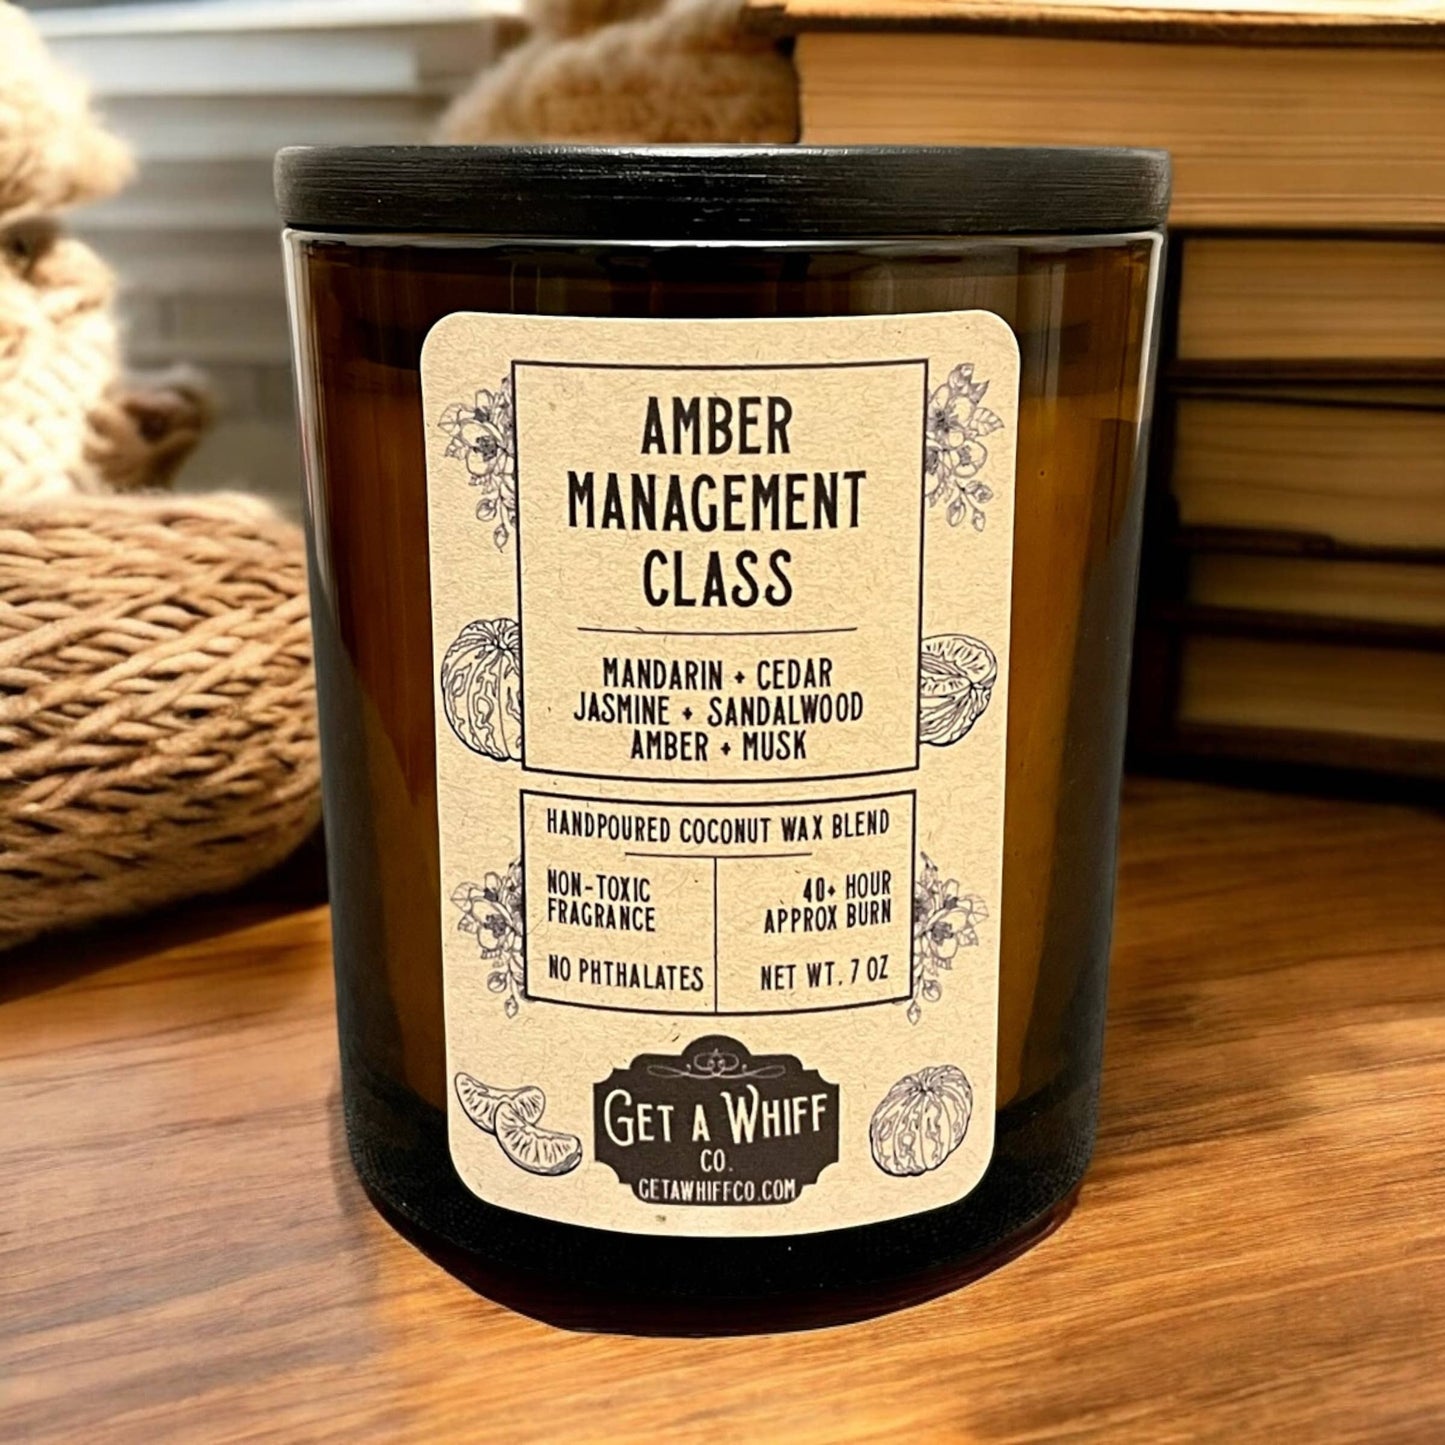 AMBER
MANAGEMENT
CLASS
MANDARIN + CEDAR
JASMINE + SANDALWOOD
AMBER + MUSK
HANDPOURED COCONUT WAX BLEND
NON-TOXIC
FRAGRANCE
NO PHTHALATES
40+ HOUR
APPROX BURN
NET WT. 7 OZ
GET A WHIFF
CO.
GETAWHIFFCO.COM